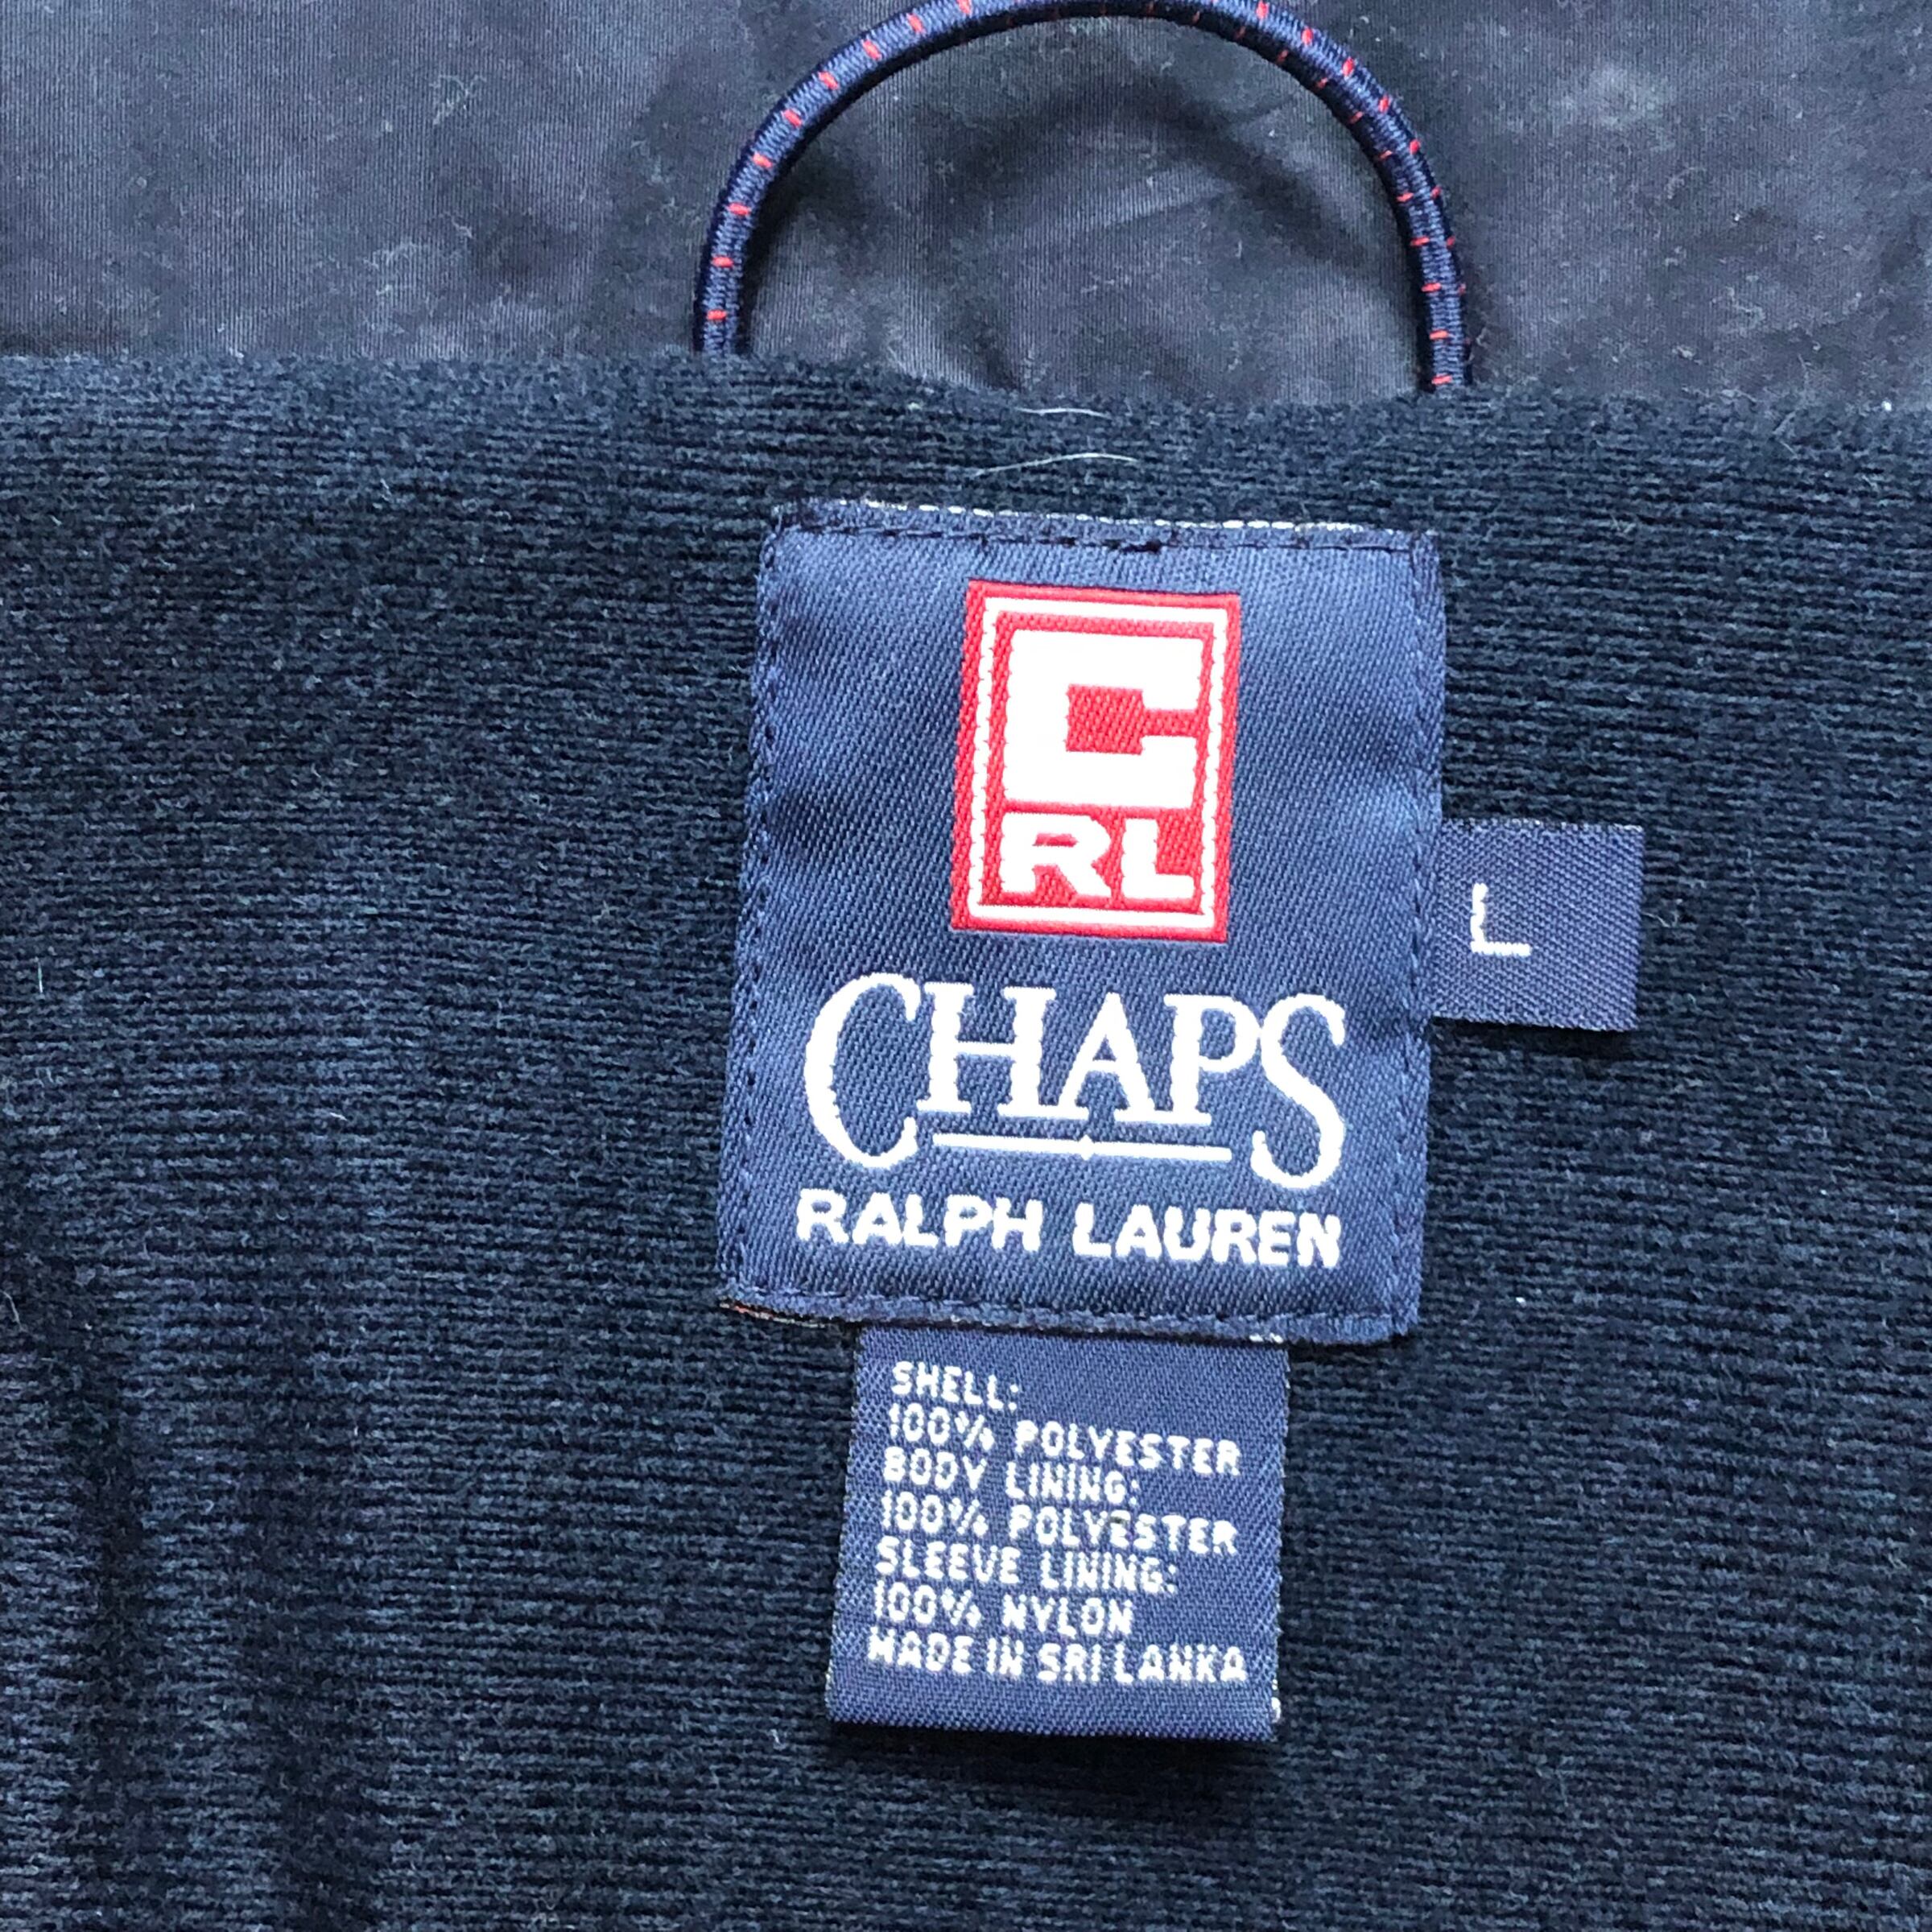 C
RL
CHAPS
RALPH LAUREN
L
SHELL:
100% POLYESTER
BODY LINING:
100% POLYESTER
SLEEVE LINING:
100% NYLON
MADE IN SRI LANKA